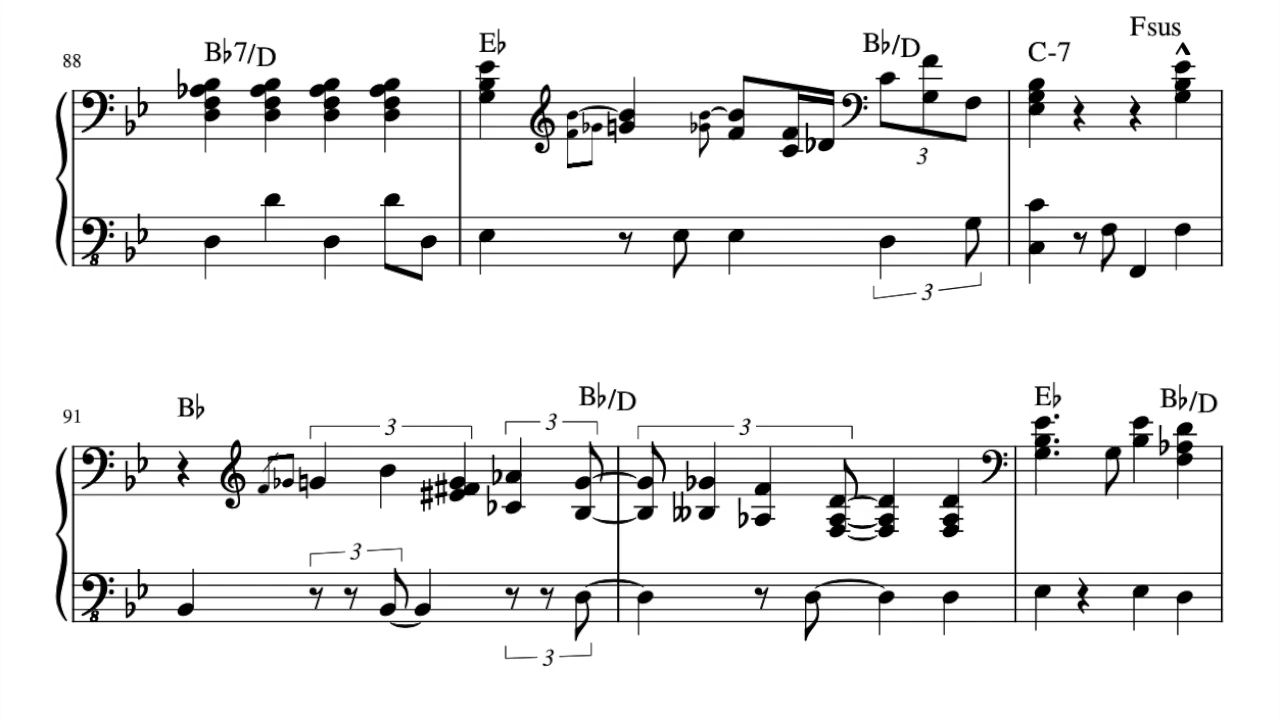 Fsus
88 B♭7/D E♭ B♭/D C-7
3
3
B♭/D E♭ B♭/D
91 B♭
3 3 3
3
3